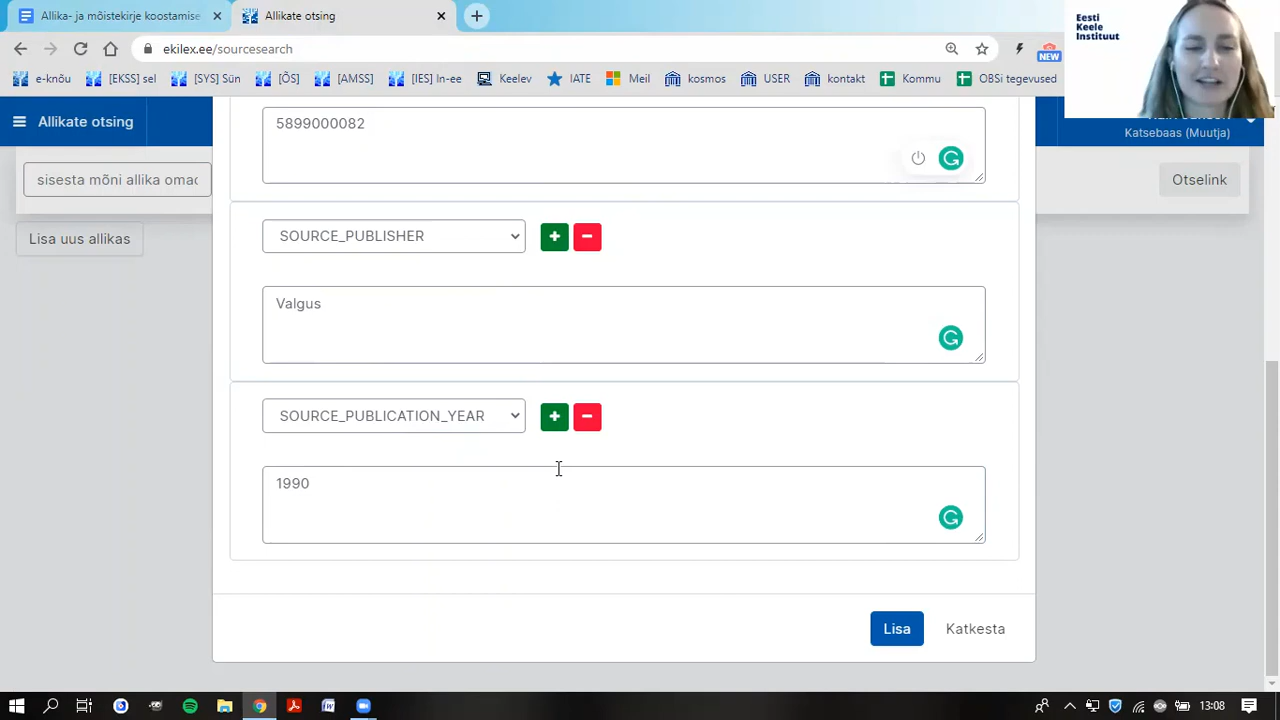 Allika- ja mõistekirje koostamise
Allikate otsing
ekilex.ee/sourcesearch
NEW
e-knõu
[EKSS] sel
[SYS] Sün
[ÕS]
[AMSS]
[IES] In-ee
Keelev
IATE
Meil
kosmos
USER
kontakt
Kommu
OBSi tegevused
Eesti
Keele
Instituut
Allikate otsing
Katsebaas (Muutja)
sisesta mõni allika omad
Otselink
Lisa uus allikas
5899000082
SOURCE_PUBLISHER
Valgus
SOURCE_PUBLICATION_YEAR
1990
Lisa
Katkesta
13:08